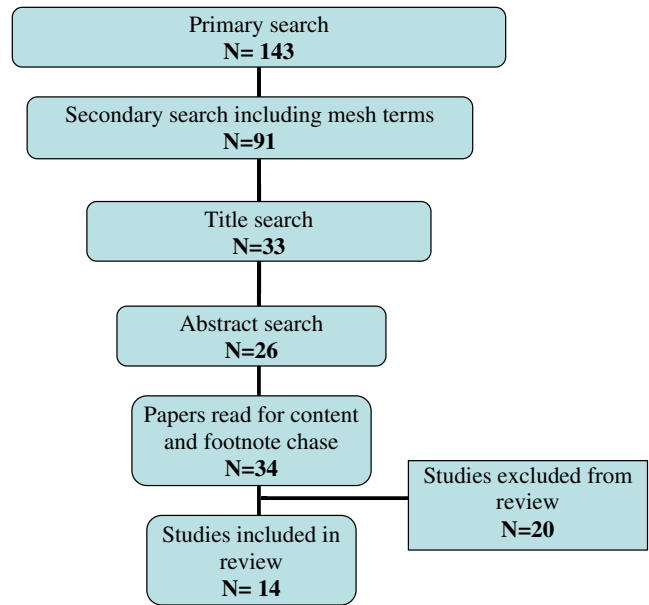 Primary search
N= 143
Secondary search including mesh terms
N=91
Title search
N=33
Abstract search
N=26
Papers read for content
and footnote chase
N=34
Studies excluded from
review
N=20
Studies included in
review
N= 14